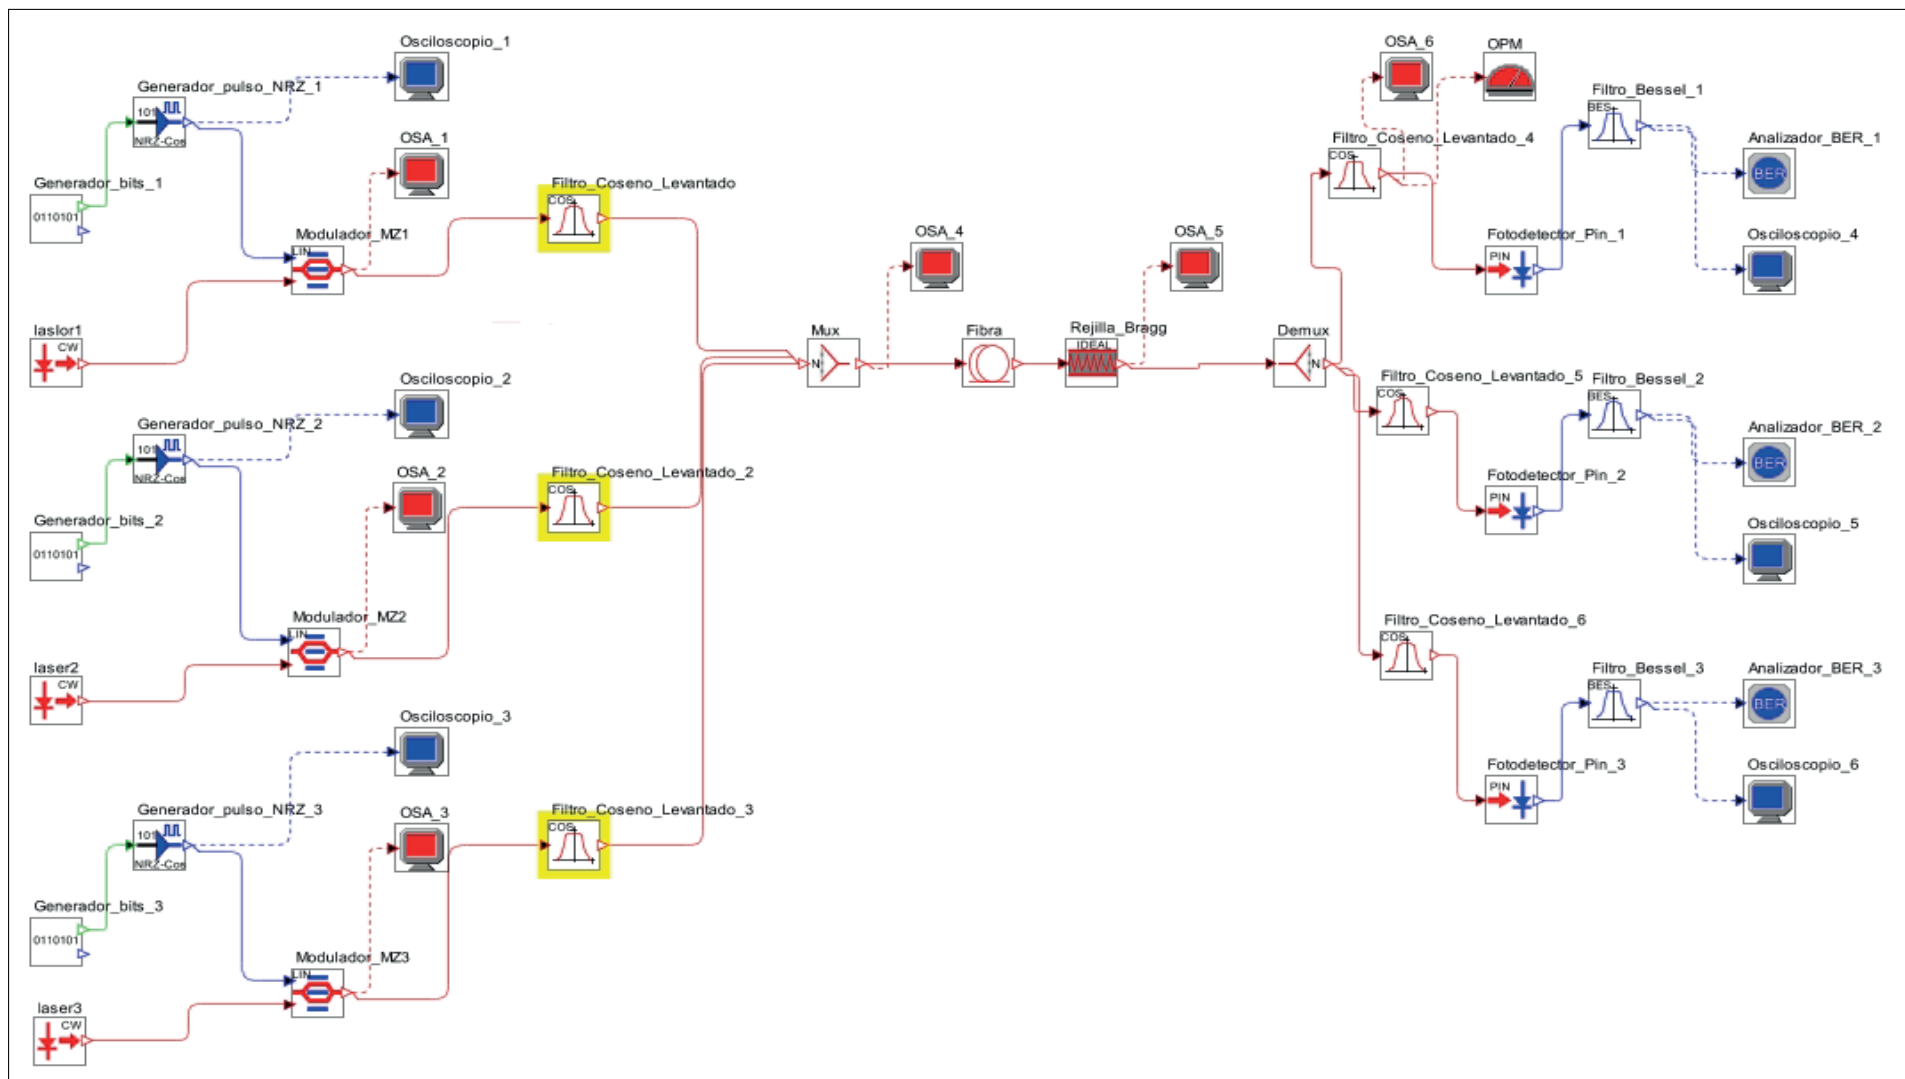 Osciloscopio_1
Generador_pulso_NRZ_1
101
NRZ-Cos
OSA_1
Generador_bits_1
0110101
Modulador_MZ1
LIN
Filtro_Coseno_Levantado
COS
laslor1
CW
Osciloscopio_2
Generador_pulso_NRZ_2
101
NRZ-Cos
OSA_2
Generador_bits_2
0110101
Modulador_MZ2
LIN
Filtro_Coseno_Levantado_2
COS
laser2
CW
Osciloscopio_3
Generador_pulso_NRZ_3
101
NRZ-Cos
OSA_3
Generador_bits_3
0110101
Modulador_MZ3
LIN
Filtro_Coseno_Levantado_3
COS
laser3
CW
Mux
N
OSA_4
Fibra
Rejilla_Bragg
IDEAL
OSA_5
Demux
N
OSA_6
OPM
Filtro_Coseno_Levantado_4
COS
Filtro_Bessel_1
BES
Analizador_BER_1
BER
Fotodetector_Pin_1
PIN
Osciloscopio_4
Filtro_Coseno_Levantado_5
COS
Filtro_Bessel_2
BES
Analizador_BER_2
BER
Fotodetector_Pin_2
PIN
Osciloscopio_5
Filtro_Coseno_Levantado_6
COS
Filtro_Bessel_3
BES
Analizador_BER_3
BER
Fotodetector_Pin_3
PIN
Osciloscopio_6